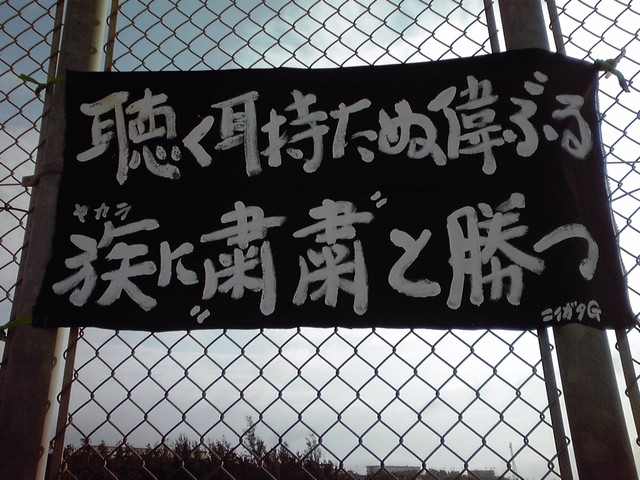 聴く耳持たぬ偉ぶる
ヤカラ
族に〝粛粛〟と勝つ
ニイガタG